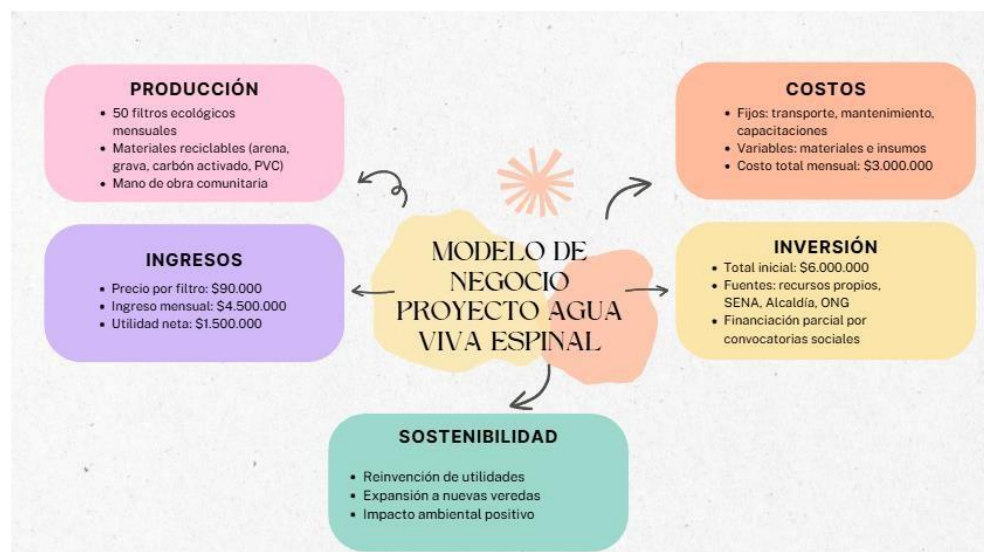 PRODUCCIÓN
• 50 filtros ecológicos
mensuales
• Materiales reciclables (arena,
grava, carbón activado, PVC)
• Mano de obra comunitaria
COSTOS
• Fijos: transporte, mantenimiento,
capacitaciones
• Variables: materiales e insumos
• Costo total mensual: $3.000.000
INGRESOS
• Precio por filtro: $90.000
• Ingreso mensual: $4.500.000
• Utilidad neta: $1.500.000
MODELO DE
NEGOCIO
PROYECTO AGUA
VIVA ESPINAL
INVERSIÓN
• Total inicial: $6.000.000
• Fuentes: recursos propios,
SENA, Alcaldía, ONG
• Financiación parcial por
convocatorias sociales
SOSTENIBILIDAD
• Reinvención de utilidades
• Expansión a nuevas veredas
• Impacto ambiental positivo